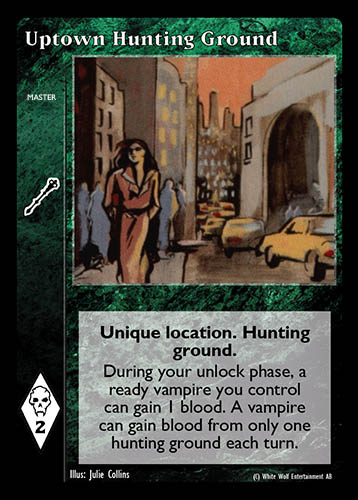 Uptown Hunting Ground
MASTER
Unique location. Hunting
ground.
During your unlock phase, a
ready vampire you control
can gain 1 blood. A vampire
can gain blood from only one
hunting ground each turn.
2
Illus: Julie Collins
(C) White Wolf Entertainment AB